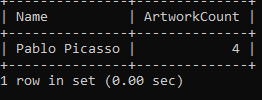 | Name | ArtworkCount |
| Pablo Picasso | 4 |
1 row in set (0.00 sec)